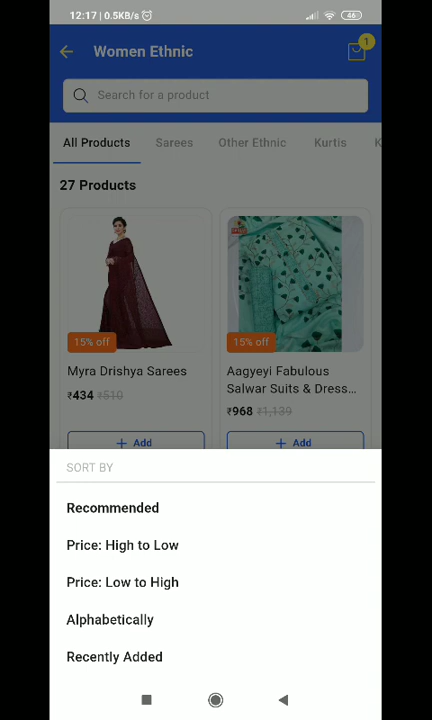 12:17 | 0.5KB/s
46
Women Ethnic
1
Search for a product
All Products
Sarees
Other Ethnic
Kurtis
K
27 Products
15% off
15% off
Myra Drishya Sarees
₹434 ₹510
Aagyeyi Fabulous
Salwar Suits & Dress...
₹968 ₹1,139
+ Add
+ Add
SORT BY
Recommended
Price: High to Low
Price: Low to High
Alphabetically
Recently Added